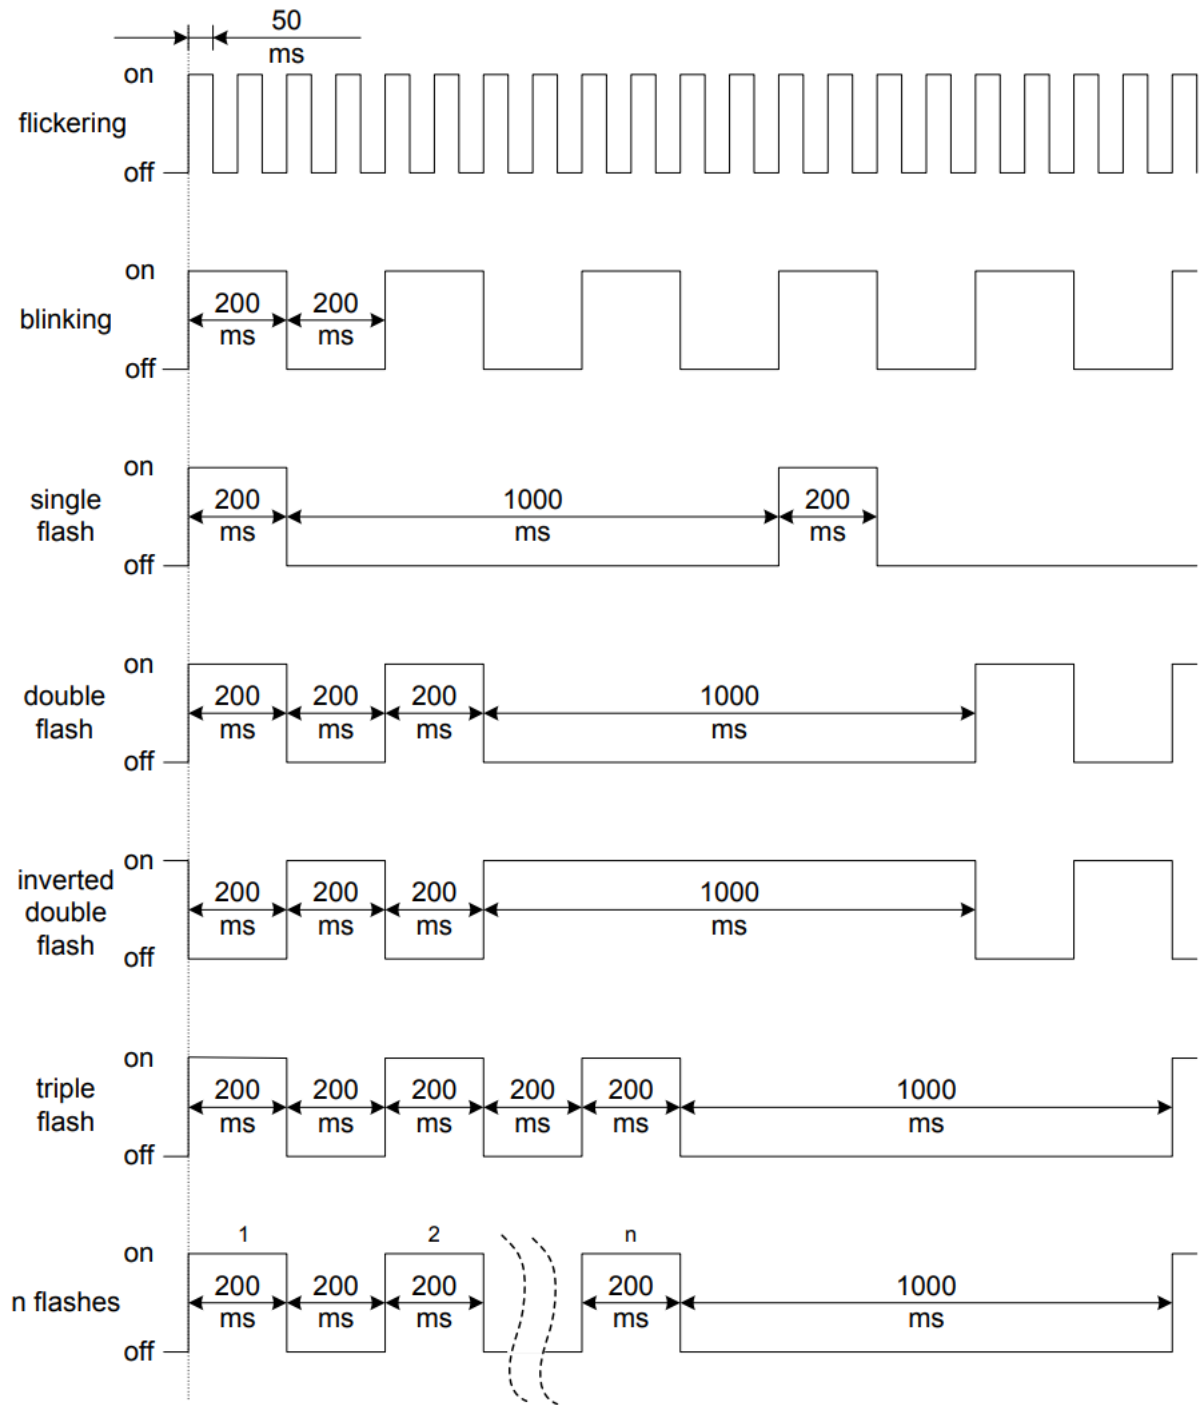 50
ms
on
flickering
off
on
200 200
blinking
ms ms
off
on
single
flash
200 1000 200
ms ms ms
off
on
double
flash
200 200 200 1000
ms ms ms ms
off
on
inverted
double
flash
200 200 200 1000
ms ms ms ms
off
on
triple
flash
200 200 200 200 200 1000
ms ms ms ms ms ms
off
1 2 n
on
200 200 200 200 1000
n flashes
ms ms ms ms ms
off